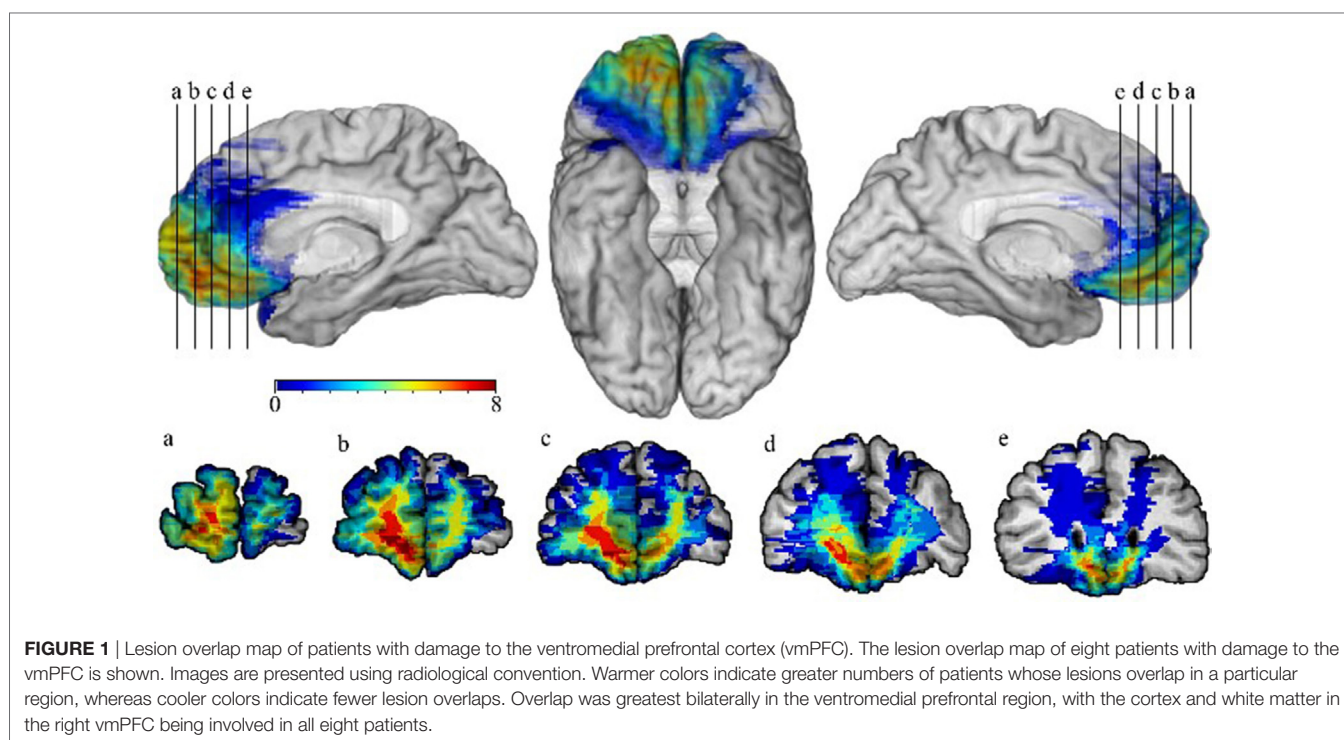 a b c d e
e d c b a
0 8
a
b
c
d
e
FIGURE 1 | Lesion overlap map of patients with damage to the ventromedial prefrontal cortex (vmPFC). The lesion overlap map of eight patients with damage to the
vmPFC is shown. Images are presented using radiological convention. Warmer colors indicate greater numbers of patients whose lesions overlap in a particular
region, whereas cooler colors indicate fewer lesion overlaps. Overlap was greatest bilaterally in the ventromedial prefrontal region, with the cortex and white matter in
the right vmPFC being involved in all eight patients.